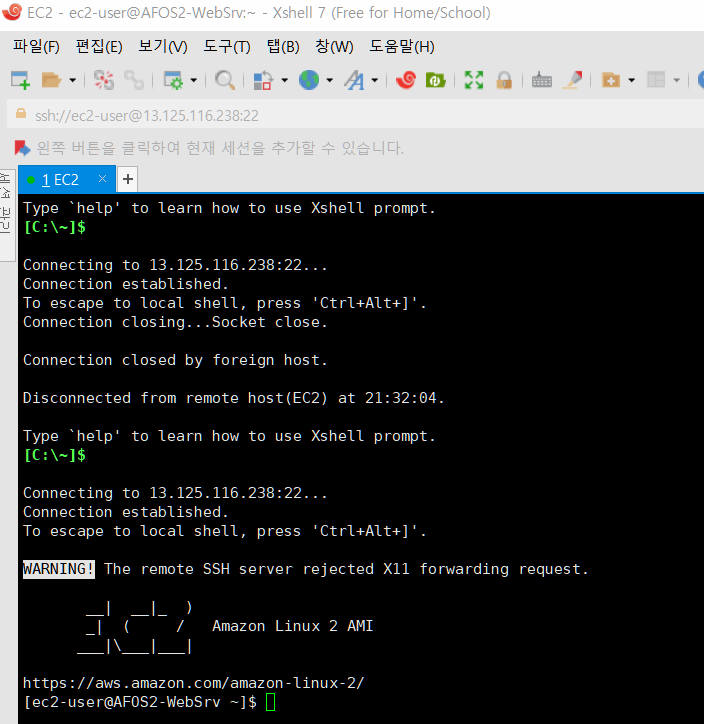 EC2 - ec2-user@AFOS2-WebSrv:~ - Xshell 7 (Free for Home/School)
파일(F) 편집(E) 보기(V) 도구(T) 탭(B) 창(W) 도움말(H)
ssh://ec2-user@13.125.116.238:22
왼쪽 버튼을 클릭하여 현재 세션을 추가할 수 있습니다.
1 EC2 × +
Type `help' to learn how to use Xshell prompt.
[C:\~]$
Connecting to 13.125.116.238:22...
Connection established.
To escape to local shell, press 'Ctrl+Alt+]'.
Connection closing...Socket close.
Connection closed by foreign host.
Disconnected from remote host(EC2) at 21:32:04.
Type `help' to learn how to use Xshell prompt.
[C:\~]$
Connecting to 13.125.116.238:22...
Connection established.
To escape to local shell, press 'Ctrl+Alt+]'.
WARNING! The remote SSH server rejected X11 forwarding request.
       __|  __|_  )
       _|  (     /   Amazon Linux 2 AMI
      ___|\___|___|
https://aws.amazon.com/amazon-linux-2/
[ec2-user@AFOS2-WebSrv ~]$